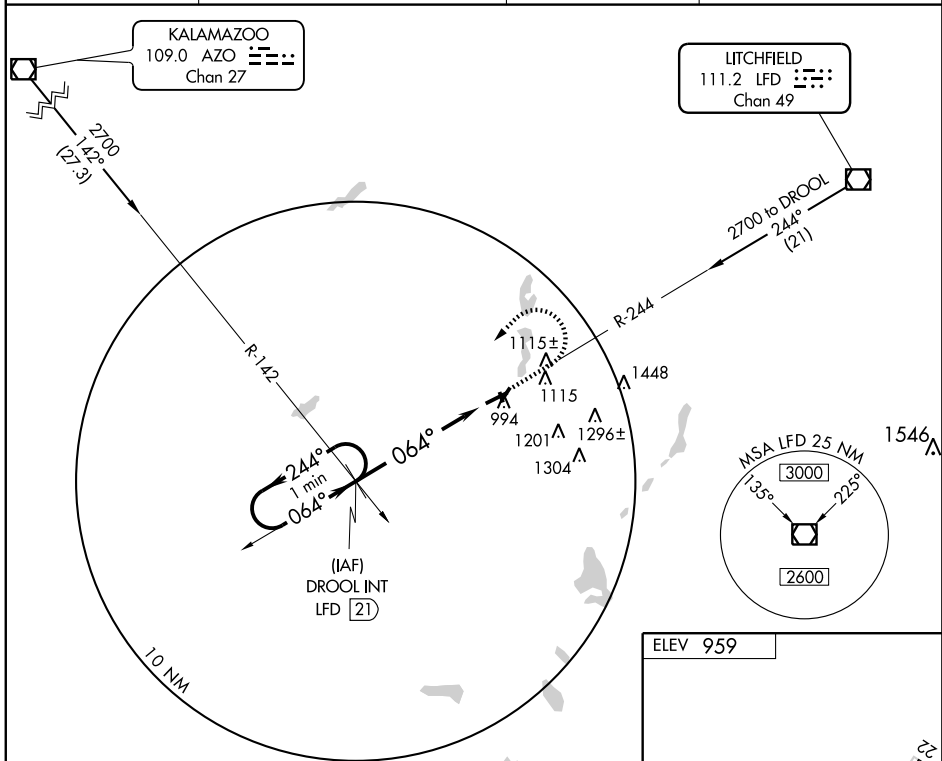 KALAMAZOO
109.0 AZO
Chan 27
LITCHFIELD
111.2 LFD
Chan 49
2700
142°
(27.3)
2700 to DROOL
244°
(21)
R-244
R-142
1115±
1115
1448
994
1201
1296±
1304
1546
064°
244°
1 min
064°
(IAF)
DROOL INT
LFD 21
MSA LFD 25 NM
3000
135°
225°
2600
10 NM
ELEV 959
22